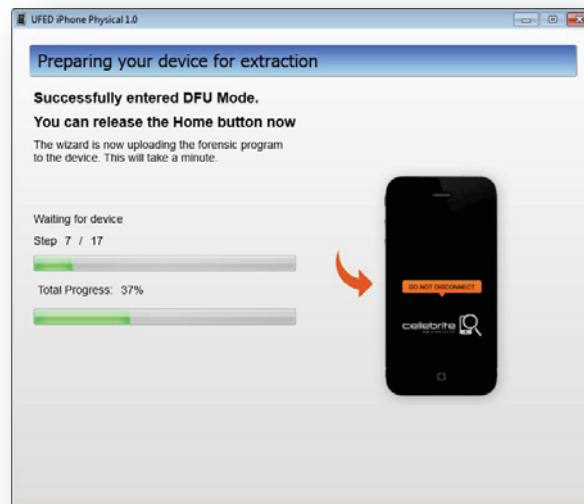 UFED iPhone Physical 1.0
Preparing your device for extraction
Successfully entered DFU Mode.
You can release the Home button now
The wizard is now uploading the forensic program
to the device. This will take a minute.
Waiting for device
Step 7 / 17
Total Progress: 37%
DO NOT DISCONNECT
cellebrite